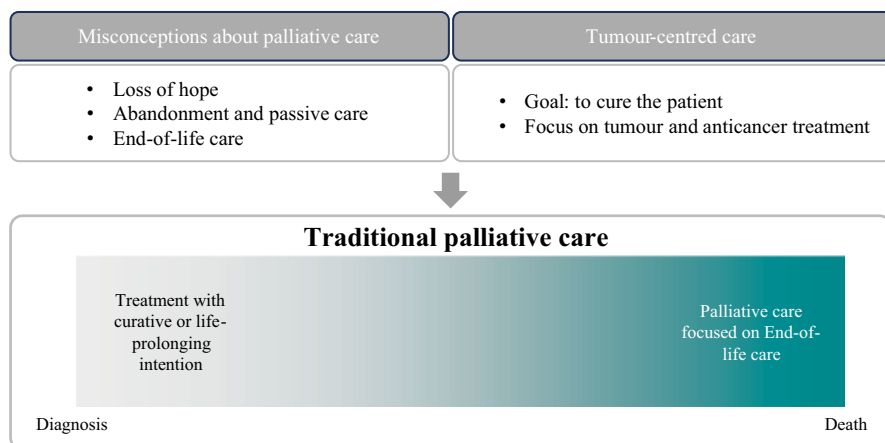 Misconceptions about palliative care
Tumour-centred care
• Loss of hope
• Abandonment and passive care
• End-of-life care
• Goal: to cure the patient
• Focus on tumour and anticancer treatment
Traditional palliative care
Treatment with
curative or life-
prolonging
intention
Palliative care
focused on End-of-
life care
Diagnosis
Death